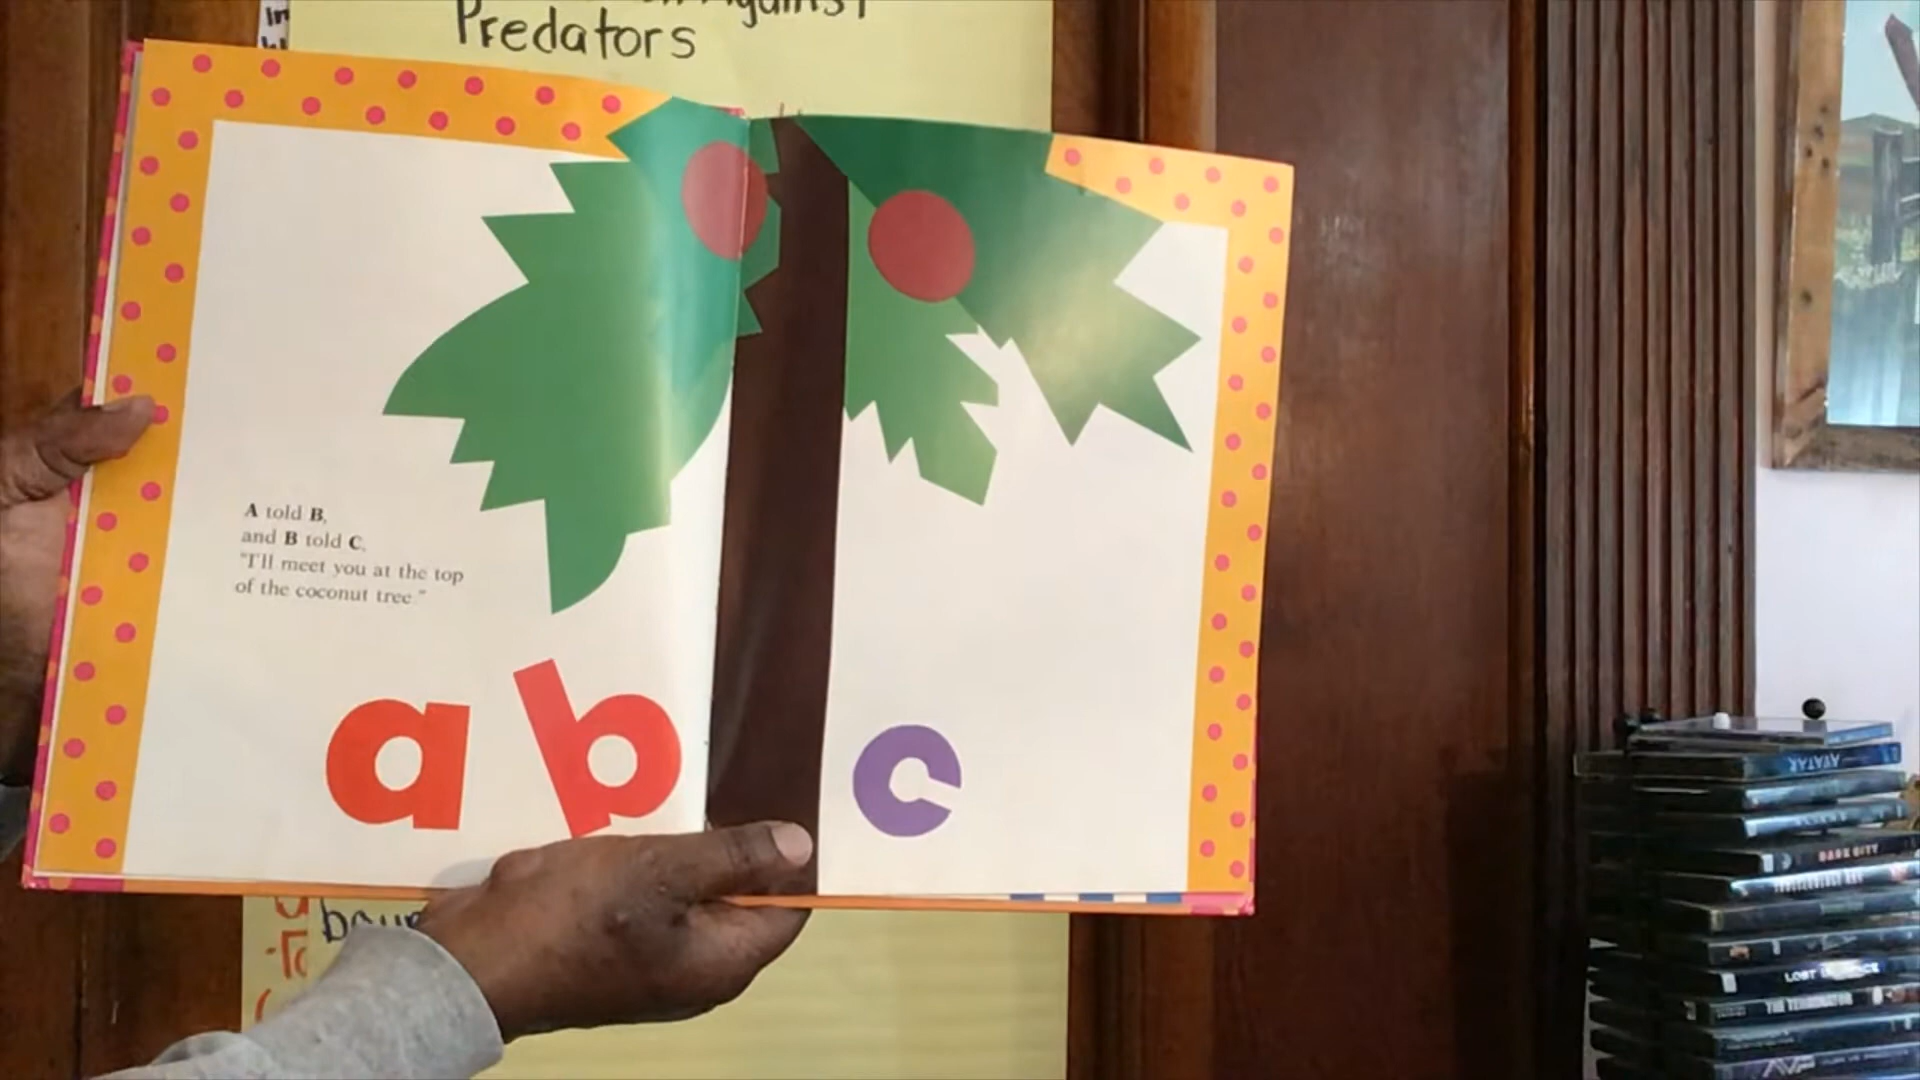 Against
Predators
A told B,
and B told C,
"I'll meet you at the top
of the coconut tree."
a b c
AVATAR
DARK CITY
LOST IN SPACE
THE TERMINATOR